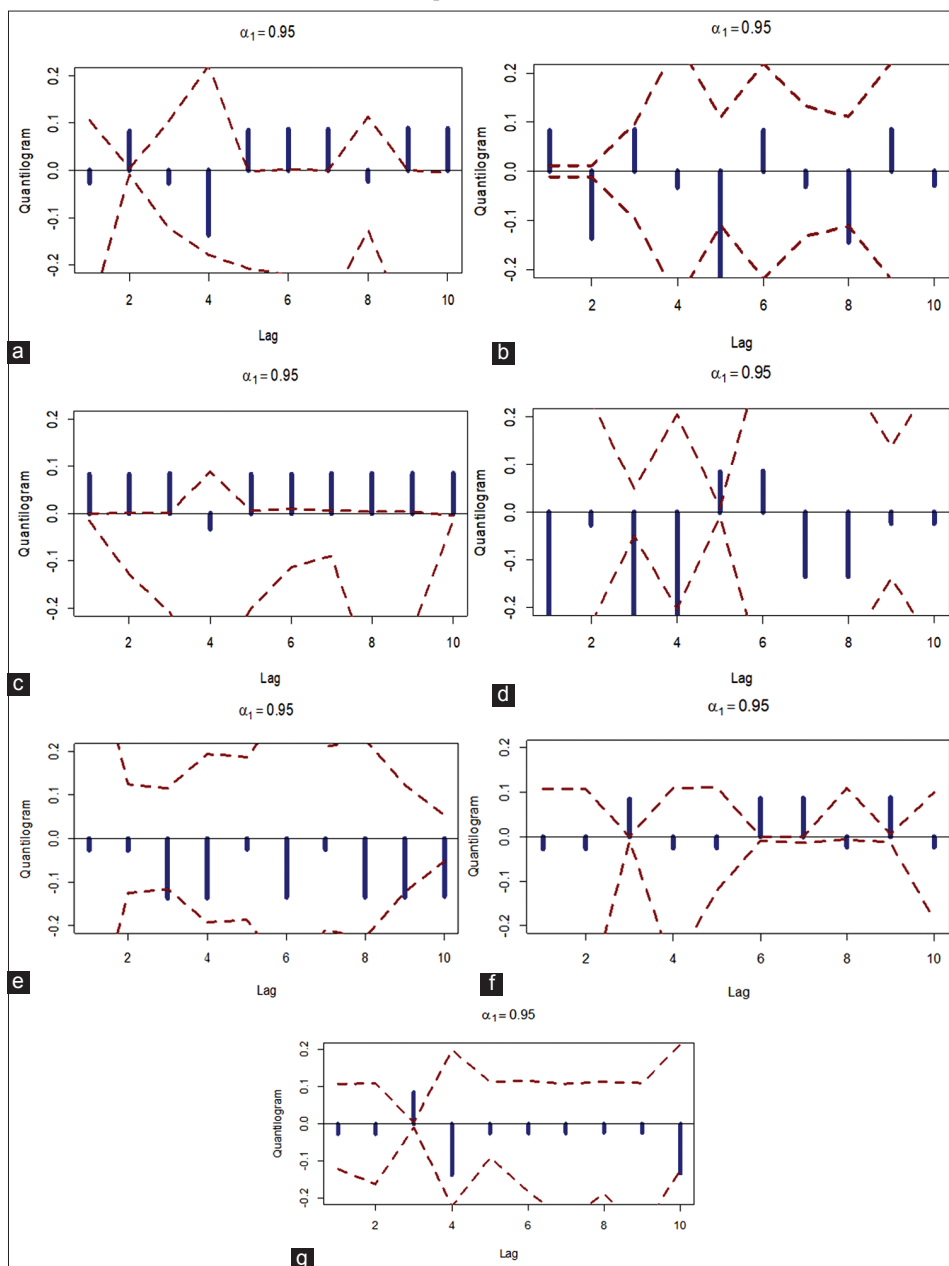 α1 = 0.95
Quantilogram
0.2
0.1
0.0
-0.1
-0.2
2 4 6 8 10
Lag
a
α1 = 0.95
Quantilogram
0.2
0.1
0.0
-0.1
-0.2
2 4 6 8 10
Lag
b
α1 = 0.95
Quantilogram
0.2
0.1
0.0
-0.1
-0.2
2 4 6 8 10
Lag
c
α1 = 0.95
Quantilogram
0.2
0.1
0.0
-0.1
-0.2
2 4 6 8 10
Lag
d
α1 = 0.95
Quantilogram
0.2
0.1
0.0
-0.1
-0.2
2 4 6 8 10
Lag
e
α1 = 0.95
Quantilogram
0.2
0.1
0.0
-0.1
-0.2
2 4 6 8 10
Lag
f
α1 = 0.95
Quantilogram
0.2
0.1
0.0
-0.1
-0.2
2 4 6 8 10
Lag
g